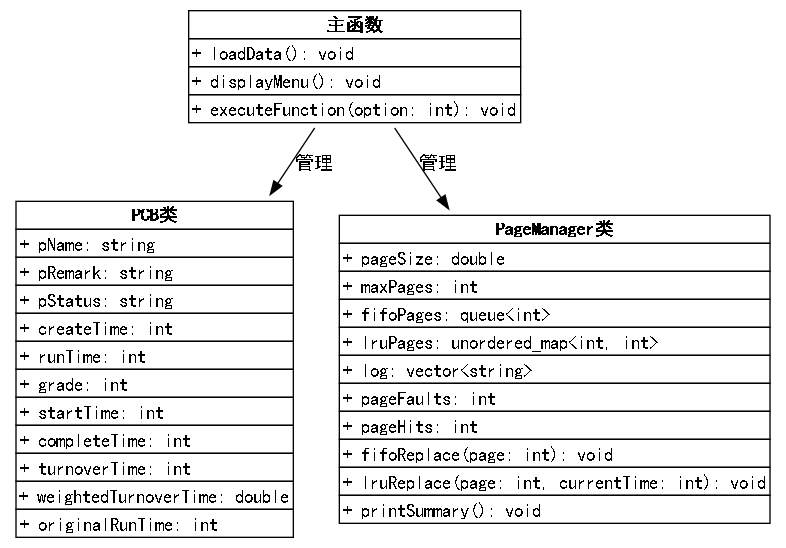 主函数
+ loadData(): void
+ displayMenu(): void
+ executeFunction(option: int): void
管理
管理
PCB类
+ pName: string
+ pRemark: string
+ pStatus: string
+ createTime: int
+ runTime: int
+ grade: int
+ startTime: int
+ completeTime: int
+ turnoverTime: int
+ weightedTurnoverTime: double
+ originalRunTime: int
PageManager类
+ pageSize: double
+ maxPages: int
+ fifoPages: queue<int>
+ lruPages: unordered_map<int, int>
+ log: vector<string>
+ pageFaults: int
+ pageHits: int
+ fifoReplace(page: int): void
+ lruReplace(page: int, currentTime: int): void
+ printSummary(): void